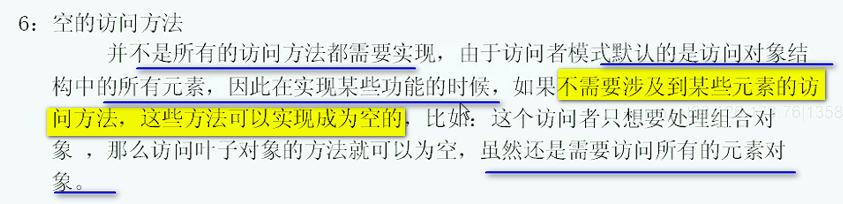 6：空的访问方法
并不是所有的访问方法都需要实现，由于访问者模式默认的是访问对象结
构中的所有元素，因此在实现某些功能的时候，如果不需要涉及到某些元素的访
问方法，这些方法可以实现成为空的，比如：这个访问者只想要处理组合对
象 ，那么访问叶子对象的方法就可以为空，虽然还是需要访问所有的元素对
象。